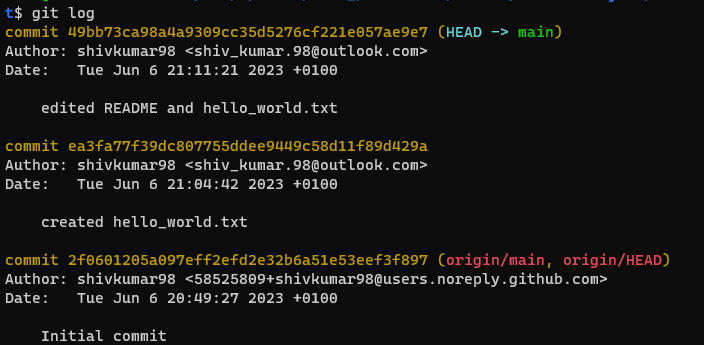 t$ git log
commit 49bb73ca98a4a9309cc35d5276cf221e057ae9e7 (HEAD -> main)
Author: shivkumar98 <shiv_kumar.98@outlook.com>
Date:   Tue Jun 6 21:11:21 2023 +0100
    edited README and hello_world.txt
commit ea3fa77f39dc807755ddee9449c58d11f89d429a
Author: shivkumar98 <shiv_kumar.98@outlook.com>
Date:   Tue Jun 6 21:04:42 2023 +0100
    created hello_world.txt
commit 2f0601205a097eff2efd2e32b6a51e53eef3f897 (origin/main, origin/HEAD)
Author: shivkumar98 <58525809+shivkumar98@users.noreply.github.com>
Date:   Tue Jun 6 20:49:27 2023 +0100
    Initial commit